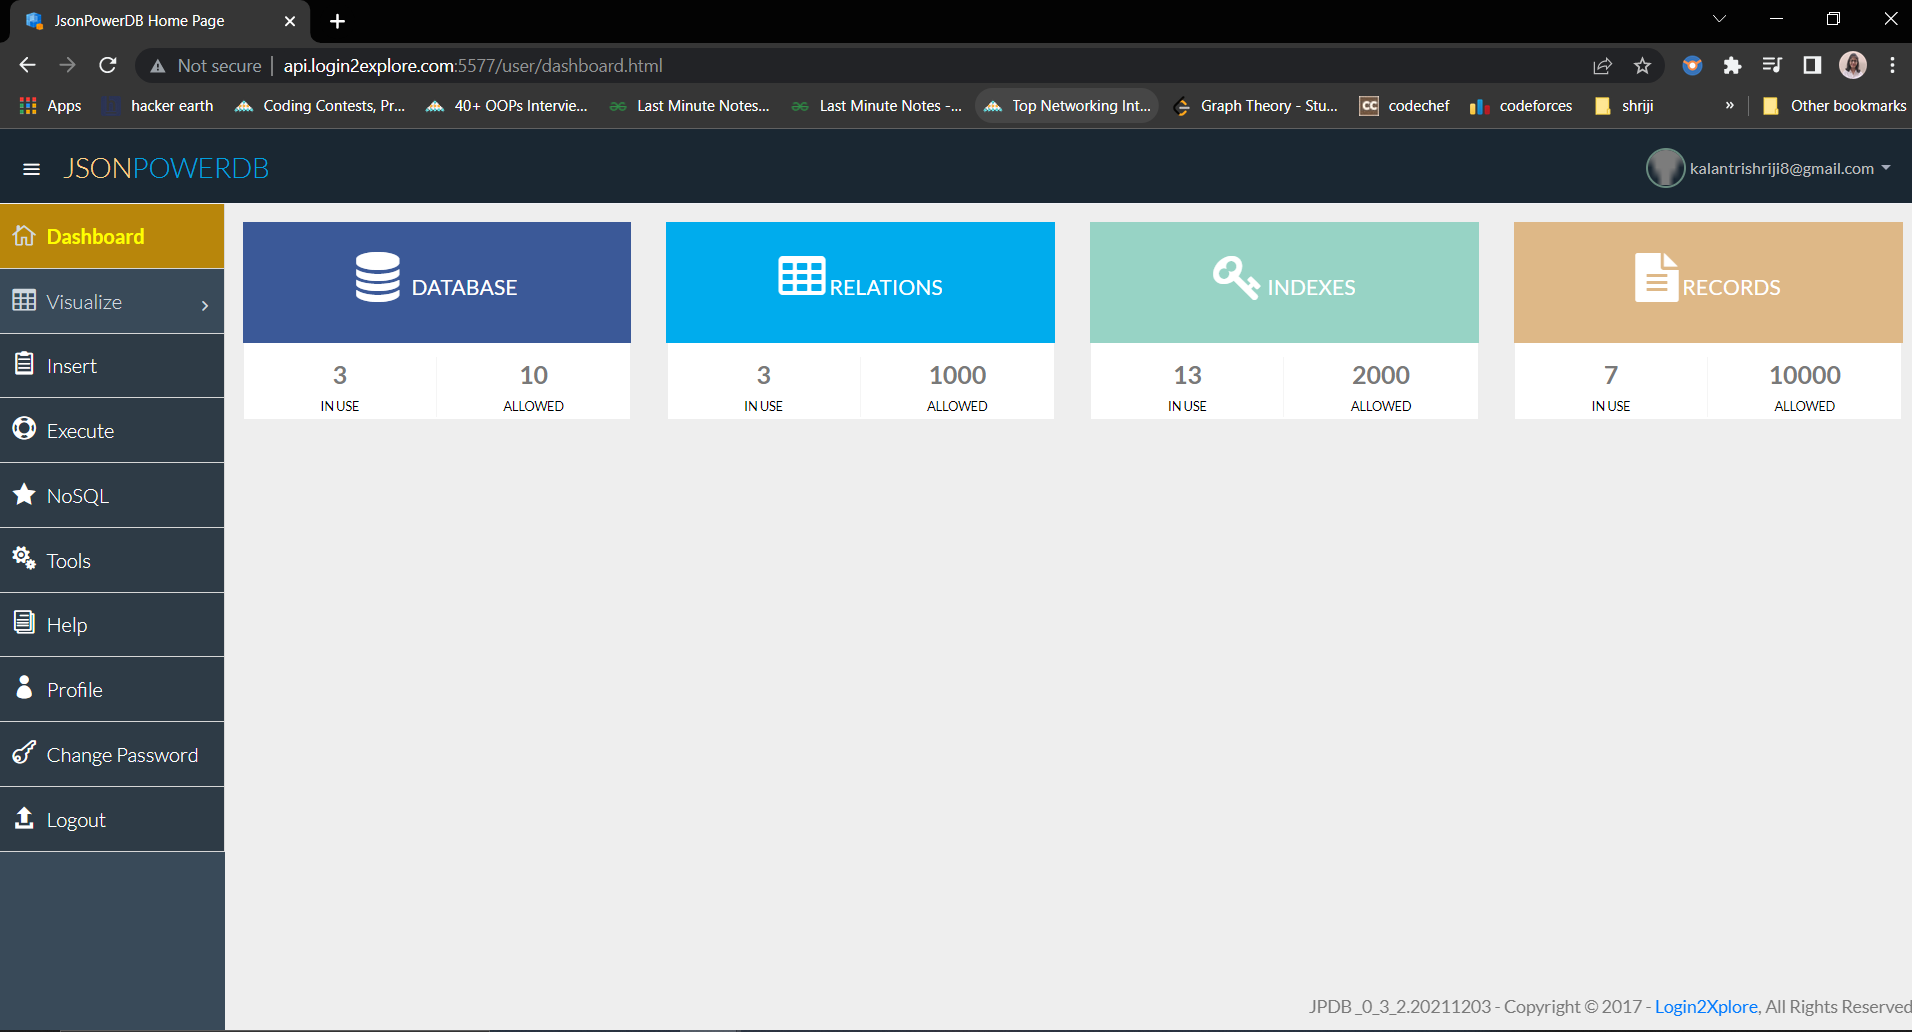 JsonPowerDB Home Page
Not secure | api.login2explore.com:5577/user/dashboard.html
Apps hacker earth Coding Contests, Pr... 40+ OOPs Intervie... Last Minute Notes... Last Minute Notes -... Top Networking Int... Graph Theory - Stu... CC codechef codeforces shriji » Other bookmarks
JSONPOWERDB kalantrishriji8@gmail.com
Dashboard
Visualize
Insert
Execute
NoSQL
Tools
Help
Profile
Change Password
Logout
DATABASE
3 10
IN USE ALLOWED
RELATIONS
3 1000
IN USE ALLOWED
INDEXES
13 2000
IN USE ALLOWED
RECORDS
7 10000
IN USE ALLOWED
JPDB_0_3_2.20211203 - Copyright © 2017 - Login2Xplore, All Rights Reserved